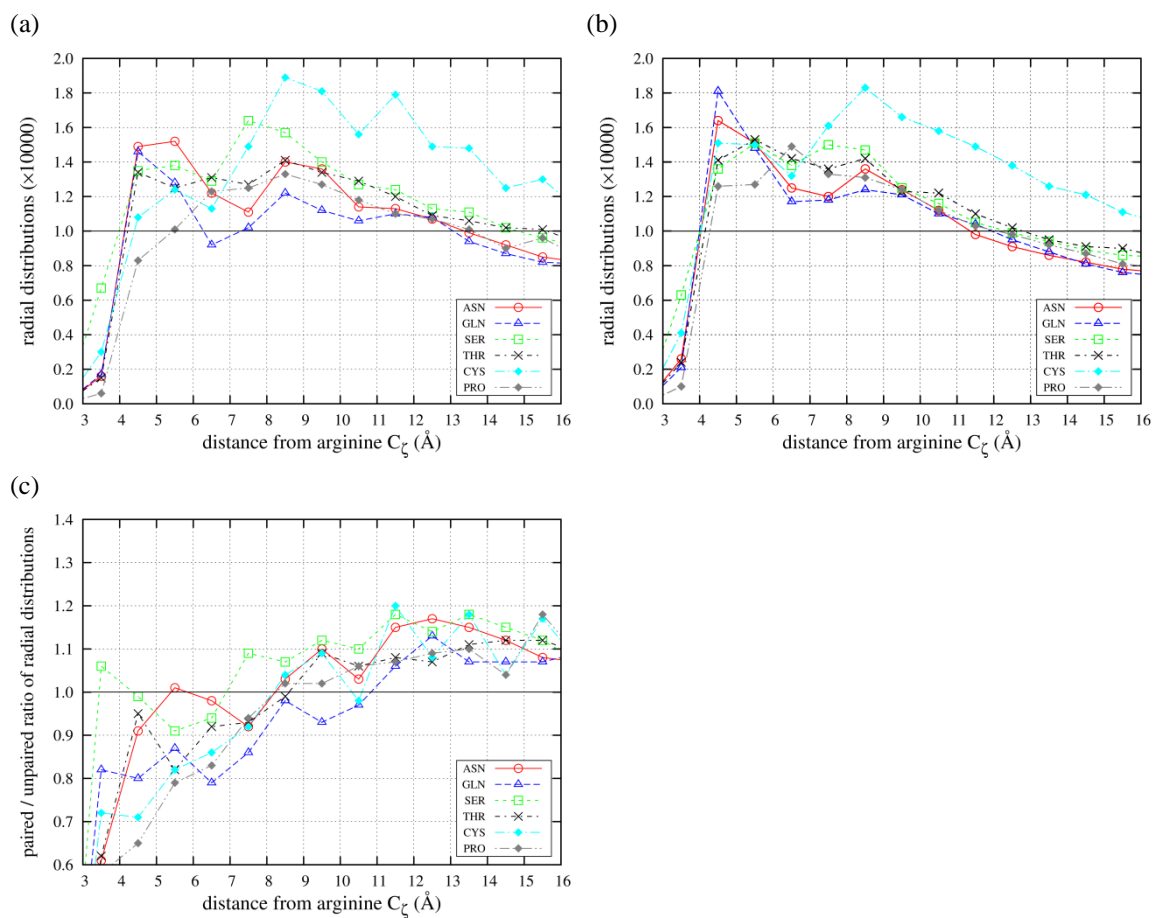 (a)
radial distributions (×10000)
2.0
1.8
1.6
1.4
1.2
1.0
0.8
0.6
0.4
0.2
0.0
ASN
GLN
SER
THR
CYS
PRO
3 4 5 6 7 8 9 10 11 12 13 14 15 16
distance from arginine Cζ (Å)
(b)
radial distributions (×10000)
2.0
1.8
1.6
1.4
1.2
1.0
0.8
0.6
0.4
0.2
0.0
ASN
GLN
SER
THR
CYS
PRO
3 4 5 6 7 8 9 10 11 12 13 14 15 16
distance from arginine Cζ (Å)
(c)
paired / unpaired ratio of radial distributions
1.4
1.3
1.2
1.1
1.0
0.9
0.8
0.7
0.6
ASN
GLN
SER
THR
CYS
PRO
3 4 5 6 7 8 9 10 11 12 13 14 15 16
distance from arginine Cζ (Å)